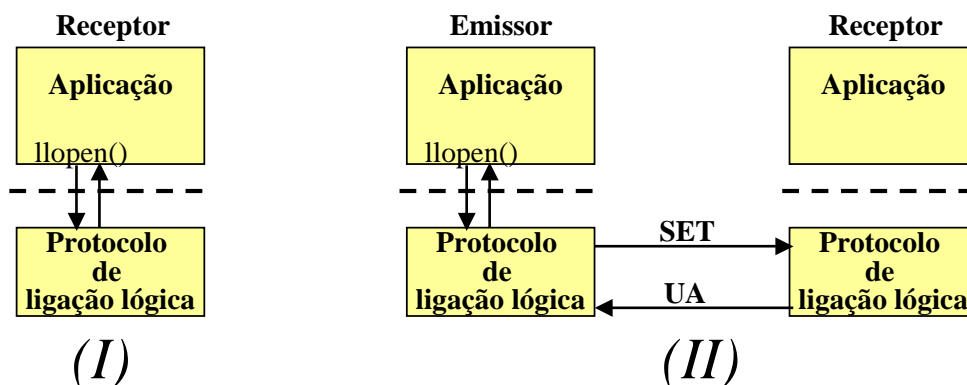 Receptor
Aplicação
llopen()
Protocolo
de
ligação lógica
(I)
Emissor
Aplicação
llopen()
Protocolo
de
ligação lógica
SET
UA
Receptor
Aplicação
Protocolo
de
ligação lógica
(II)